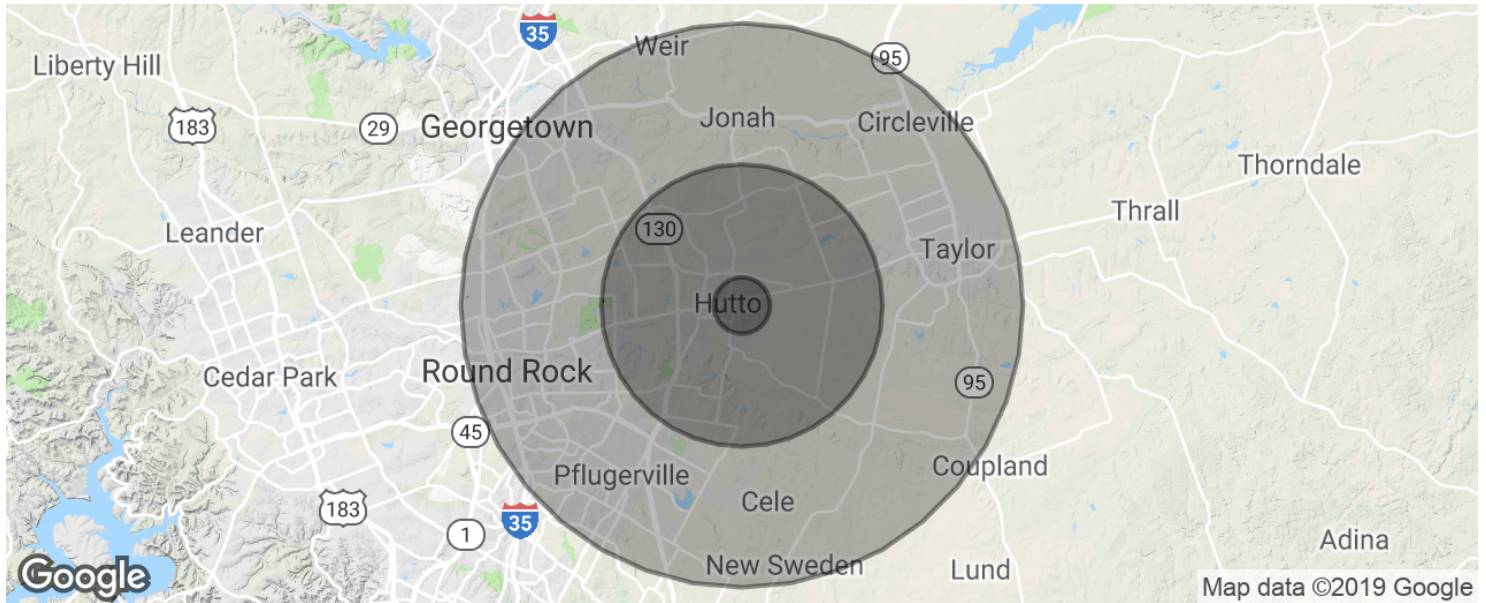 35
Weir
95
Liberty Hill
183
29
Georgetown
Jonah
Circleville
Thorndale
Leander
130
Thrall
Taylor
Hutto
Cedar Park
Round Rock
95
45
Pflugerville
Coupland
183
1
35
Cele
New Sweden
Lund
Adina
Google
Map data ©2019 Google